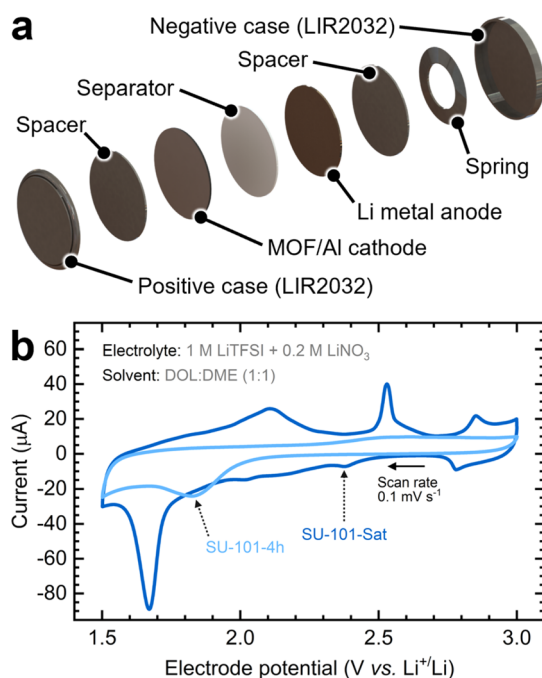 a
Negative case (LIR2032)
Spacer
Separator
Spacer
Spring
Li metal anode
MOF/Al cathode
Positive case (LIR2032)
b
Electrolyte: 1 M LiTFSI + 0.2 M LiNO₃
Solvent: DOL:DME (1:1)
Current (μA)
60
40
20
0
-20
-40
-60
-80
Scan rate
0.1 mV s⁻¹
SU-101-Sat
SU-101-4h
1.5 2.0 2.5 3.0
Electrode potential (V vs. Li⁺/Li)